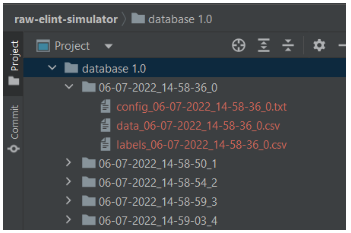 raw-elint-simulator database 1.0
Project
Project
Commit
database 1.0
06-07-2022_14-58-36_0
config_06-07-2022_14-58-36_0.txt
data_06-07-2022_14-58-36_0.csv
labels_06-07-2022_14-58-36_0.csv
06-07-2022_14-58-50_1
06-07-2022_14-58-54_2
06-07-2022_14-58-59_3
06-07-2022_14-59-03_4